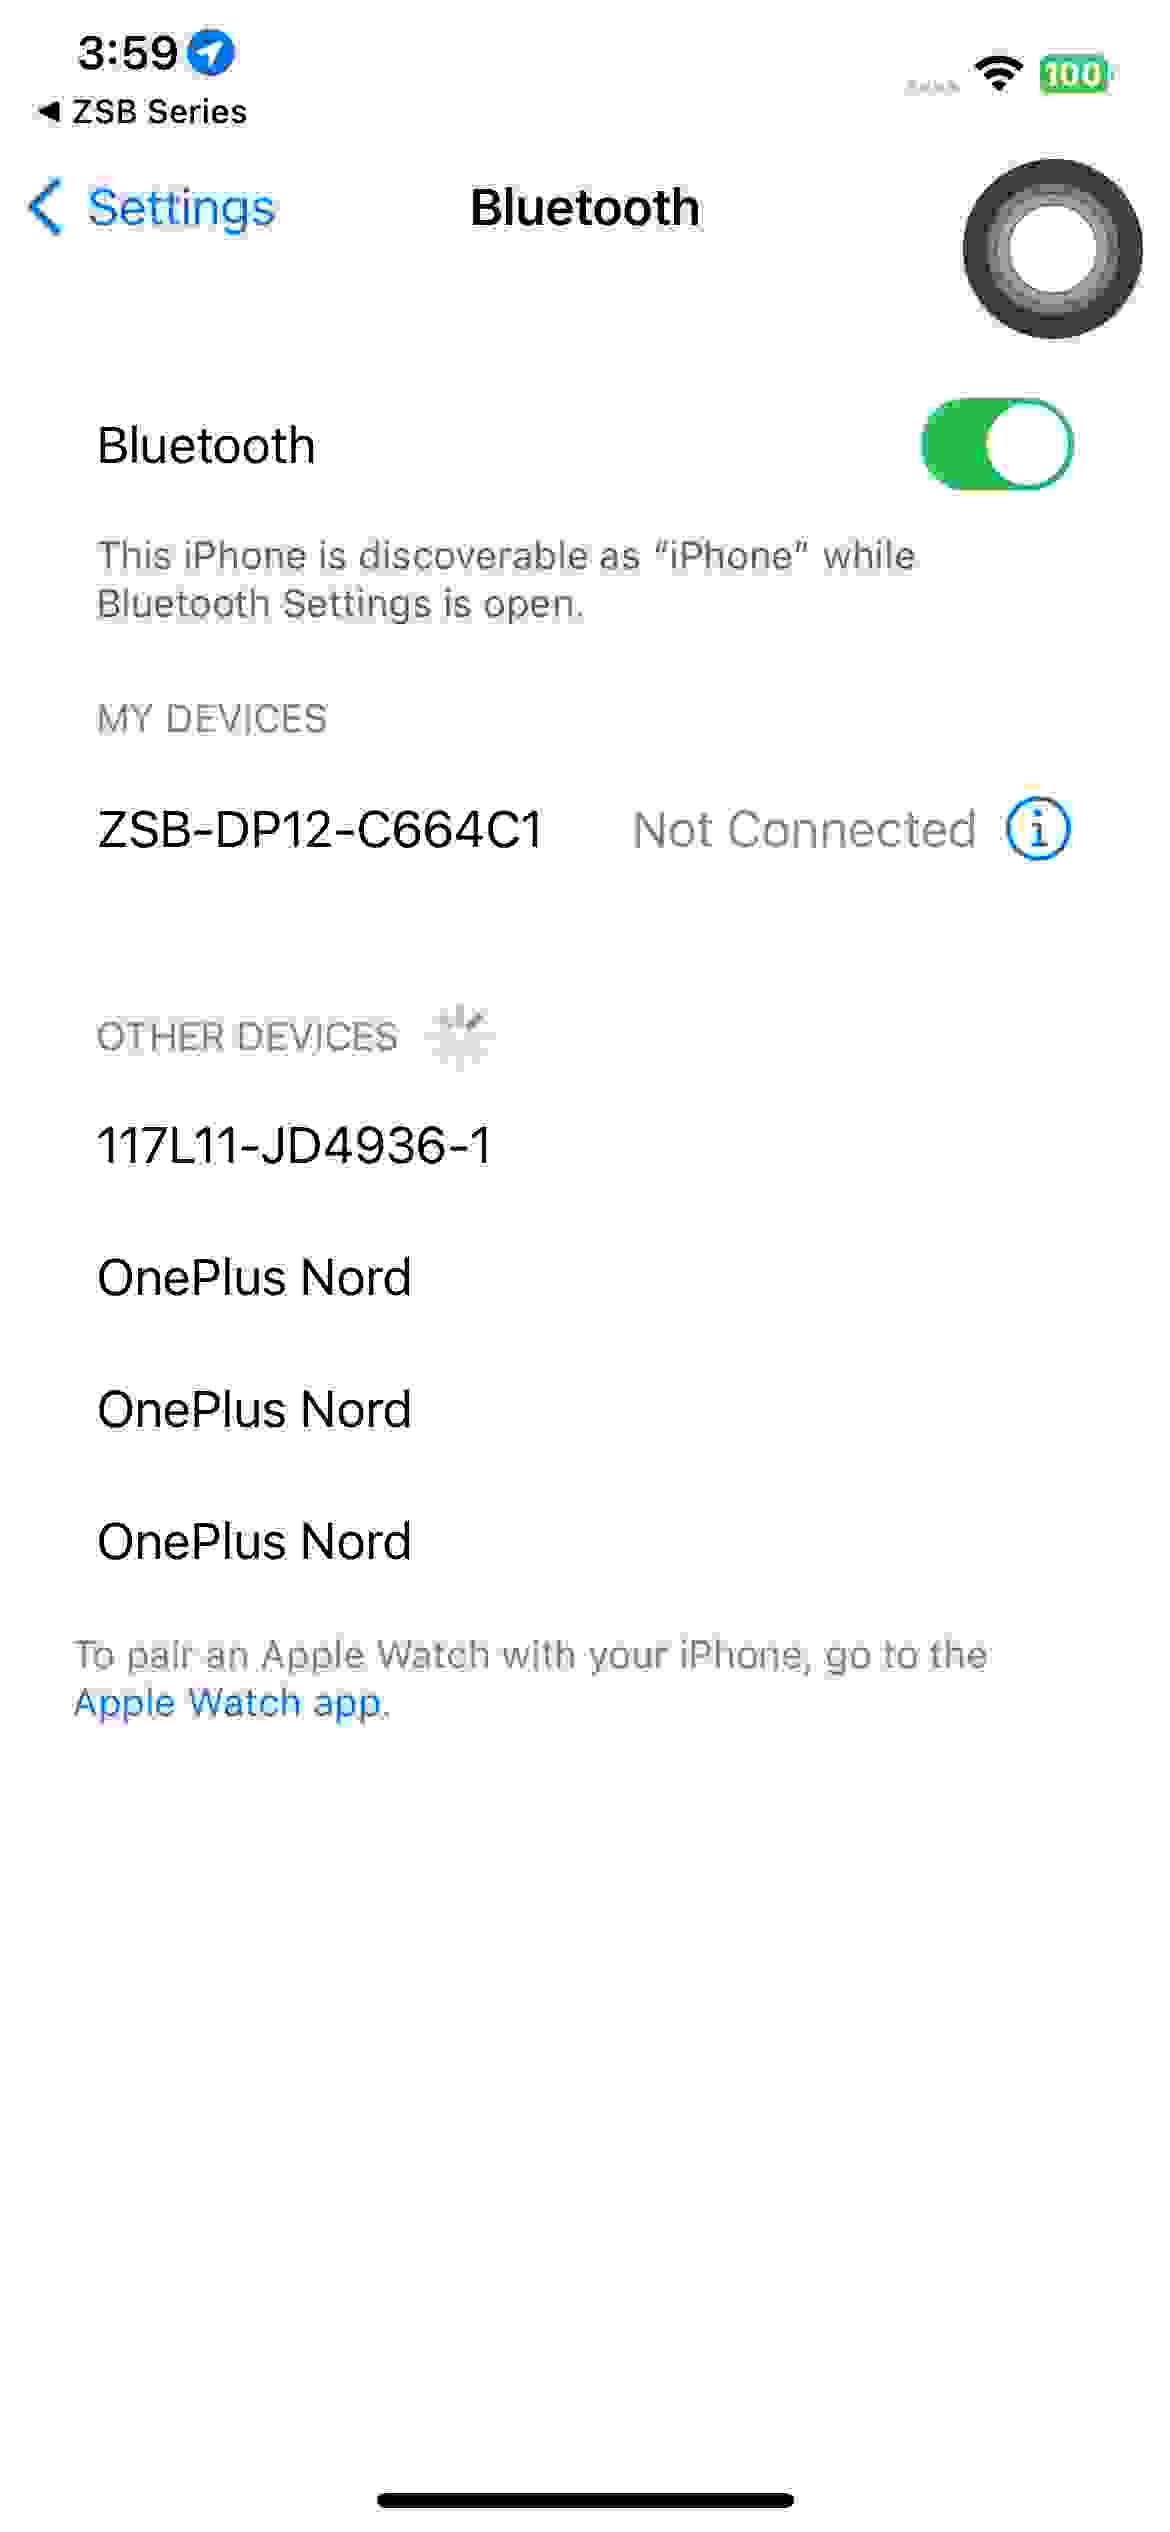 3:59
◀ ZSB Series
100
Settings
Bluetooth
Bluetooth
This iPhone is discoverable as “iPhone” while
Bluetooth Settings is open.
MY DEVICES
ZSB-DP12-C664C1 Not Connected i
OTHER DEVICES
117L11-JD4936-1
OnePlus Nord
OnePlus Nord
OnePlus Nord
To pair an Apple Watch with your iPhone, go to the
Apple Watch app.